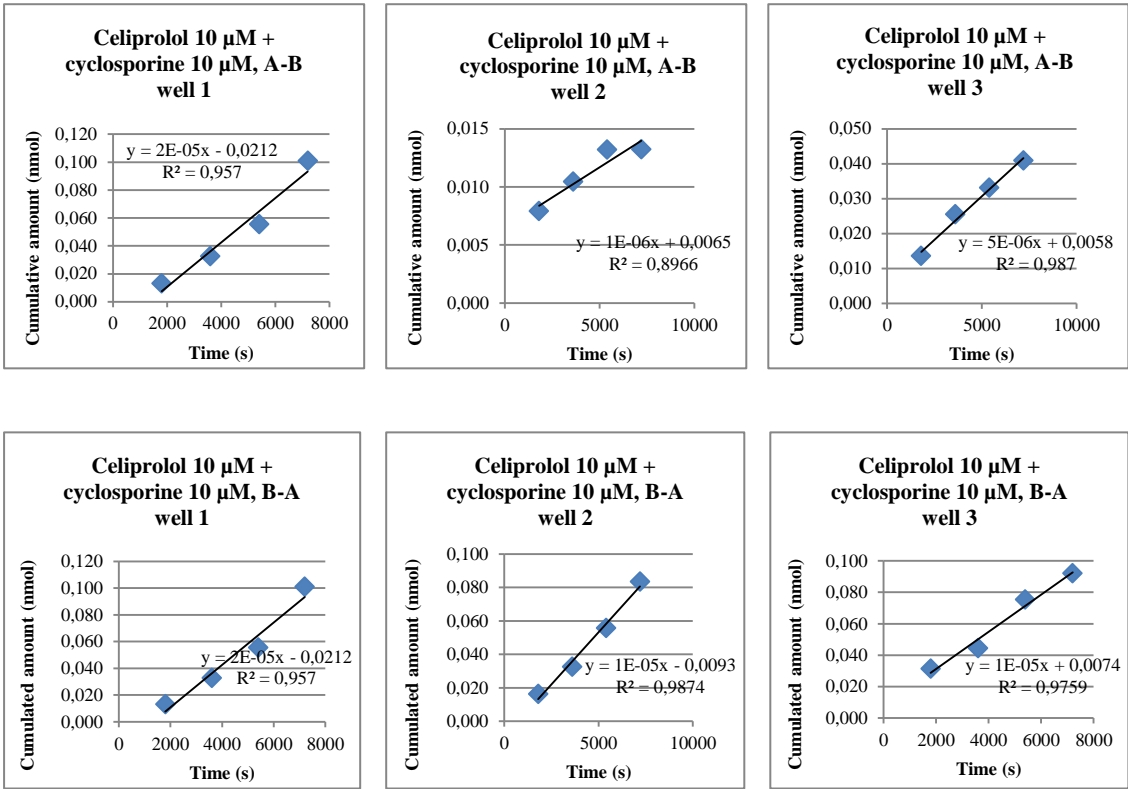 Celiprolol 10 µM +
cyclosporine 10 µM, A-B
well 1
Cumulative amount (nmol)
0,120
0,100
0,080
0,060
0,040
0,020
0,000
y = 2E-05x - 0,0212
R² = 0,957
0 2000 4000 6000 8000
Time (s)
Celiprolol 10 µM +
cyclosporine 10 µM, A-B
well 2
Cumulative amount (nmol)
0,015
0,010
0,005
0,000
y = 1E-06x + 0,0065
R² = 0,8966
0 5000 10000
Time (s)
Celiprolol 10 µM +
cyclosporine 10 µM, A-B
well 3
Cumulative amount (nmol)
0,050
0,040
0,030
0,020
0,010
0,000
y = 5E-06x + 0,0058
R² = 0,987
0 5000 10000
Time (s)
Celiprolol 10 µM +
cyclosporine 10 µM, B-A
well 1
Cumulated amount (nmol)
0,120
0,100
0,080
0,060
0,040
0,020
0,000
y = 2E-05x - 0,0212
R² = 0,957
0 2000 4000 6000 8000
Time (s)
Celiprolol 10 µM +
cyclosporine 10 µM, B-A
well 2
Cumulated amount (nmol)
0,100
0,080
0,060
0,040
0,020
0,000
y = 1E-05x - 0,0093
R² = 0,9874
0 5000 10000
Time (s)
Celiprolol 10 µM +
cyclosporine 10 µM, B-A
well 3
Cumulated amount (nmol)
0,100
0,080
0,060
0,040
0,020
0,000
y = 1E-05x + 0,0074
R² = 0,9759
0 2000 4000 6000 8000
Time (s)